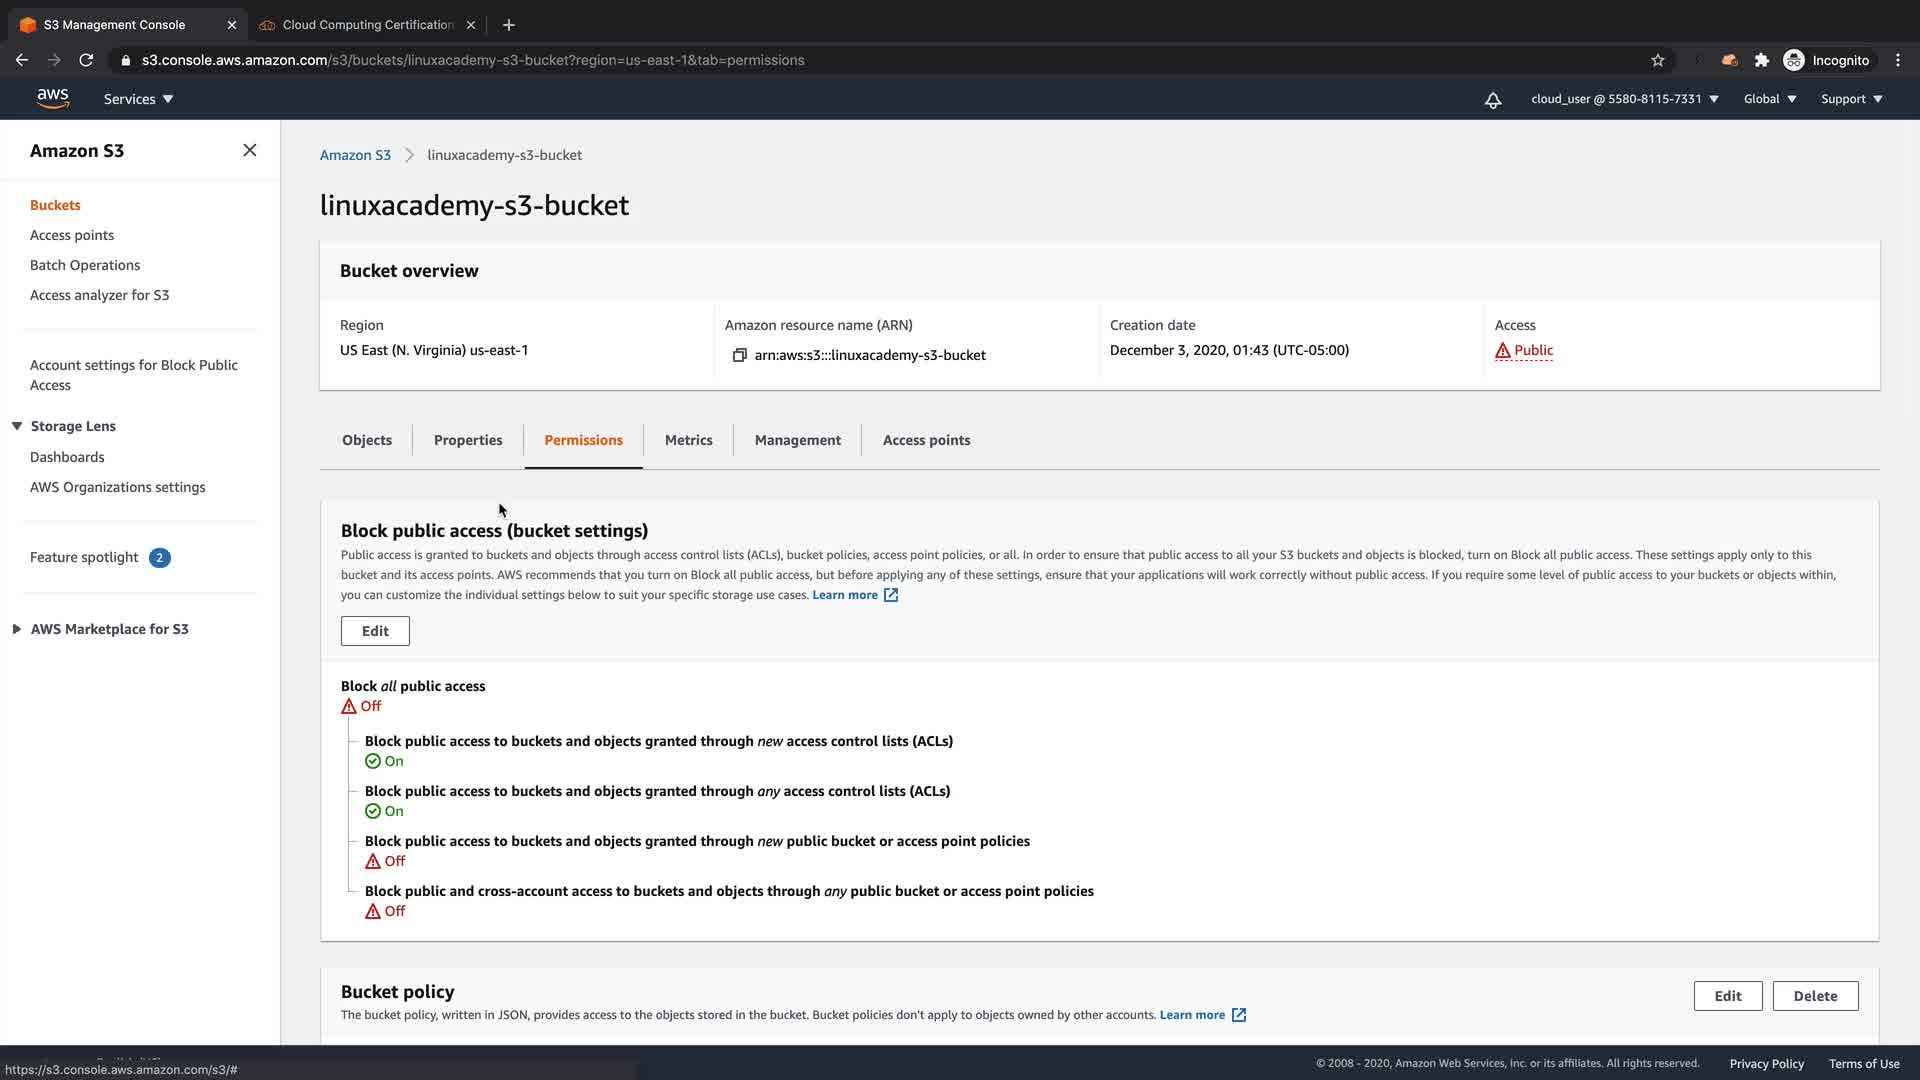 S3 Management Console
Cloud Computing Certification
s3.console.aws.amazon.com/s3/buckets/linuxacademy-s3-bucket?region=us-east-1&tab=permissions
Incognito
aws
Services
cloud_user @ 5580-8115-7331
Global
Support
Amazon S3
Buckets
Access points
Batch Operations
Access analyzer for S3
Account settings for Block Public
Access
Storage Lens
Dashboards
AWS Organizations settings
Feature spotlight 2
AWS Marketplace for S3
Amazon S3 > linuxacademy-s3-bucket
linuxacademy-s3-bucket
Bucket overview
Region
US East (N. Virginia) us-east-1
Amazon resource name (ARN)
arn:aws:s3:::linuxacademy-s3-bucket
Creation date
December 3, 2020, 01:43 (UTC-05:00)
Access
Public
Objects
Properties
Permissions
Metrics
Management
Access points
Block public access (bucket settings)
Public access is granted to buckets and objects through access control lists (ACLs), bucket policies, access point policies, or all. In order to ensure that public access to all your S3 buckets and objects is blocked, turn on Block all public access. These settings apply only to this
bucket and its access points. AWS recommends that you turn on Block all public access, but before applying any of these settings, ensure that your applications will work correctly without public access. If you require some level of public access to your buckets or objects within,
you can customize the individual settings below to suit your specific storage use cases. Learn more
Edit
Block all public access
Off
Block public access to buckets and objects granted through new access control lists (ACLs)
On
Block public access to buckets and objects granted through any access control lists (ACLs)
On
Block public access to buckets and objects granted through new public bucket or access point policies
Off
Block public and cross-account access to buckets and objects through any public bucket or access point policies
Off
Bucket policy
The bucket policy, written in JSON, provides access to the objects stored in the bucket. Bucket policies don't apply to objects owned by other accounts. Learn more
Edit
Delete
https://s3.console.aws.amazon.com/s3/#
© 2008 - 2020, Amazon Web Services, Inc. or its affiliates. All rights reserved.
Privacy Policy
Terms of Use